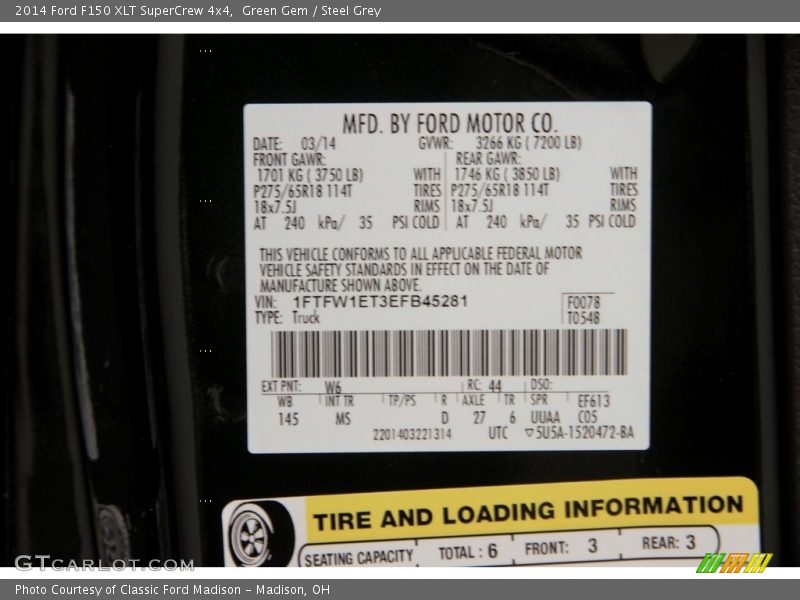 2014 Ford F150 XLT SuperCrew 4x4, Green Gem / Steel Grey
MFD. BY FORD MOTOR CO.
DATE: 03/14 GVWR: 3266 KG ( 7200 LB)
FRONT GAWR: REAR GAWR:
1701 KG ( 3750 LB) WITH 1746 KG ( 3850 LB) WITH
P275/65R18 114T TIRES P275/65R18 114T TIRES
18x7.5J RIMS 18x7.5J RIMS
AT 240 kPa/ 35 PSI COLD AT 240 kPa/ 35 PSI COLD
THIS VEHICLE CONFORMS TO ALL APPLICABLE FEDERAL MOTOR
VEHICLE SAFETY STANDARDS IN EFFECT ON THE DATE OF
MANUFACTURE SHOWN ABOVE.
VIN: 1FTFW1ET3EFB45281 F0078
TYPE: Truck T0548
EXT PNT: W6 RC: 44 DSO:
WB INT TR TP/PS R AXLE TR SPR EF613
145 MS D 27 6 UUAA C05
2201403221314 UTC ▽5U5A-1520472-BA
TIRE AND LOADING INFORMATION
SEATING CAPACITY TOTAL : 6 FRONT: 3 REAR: 3
GTCARLOT.COM
Photo Courtesy of Classic Ford Madison – Madison, OH